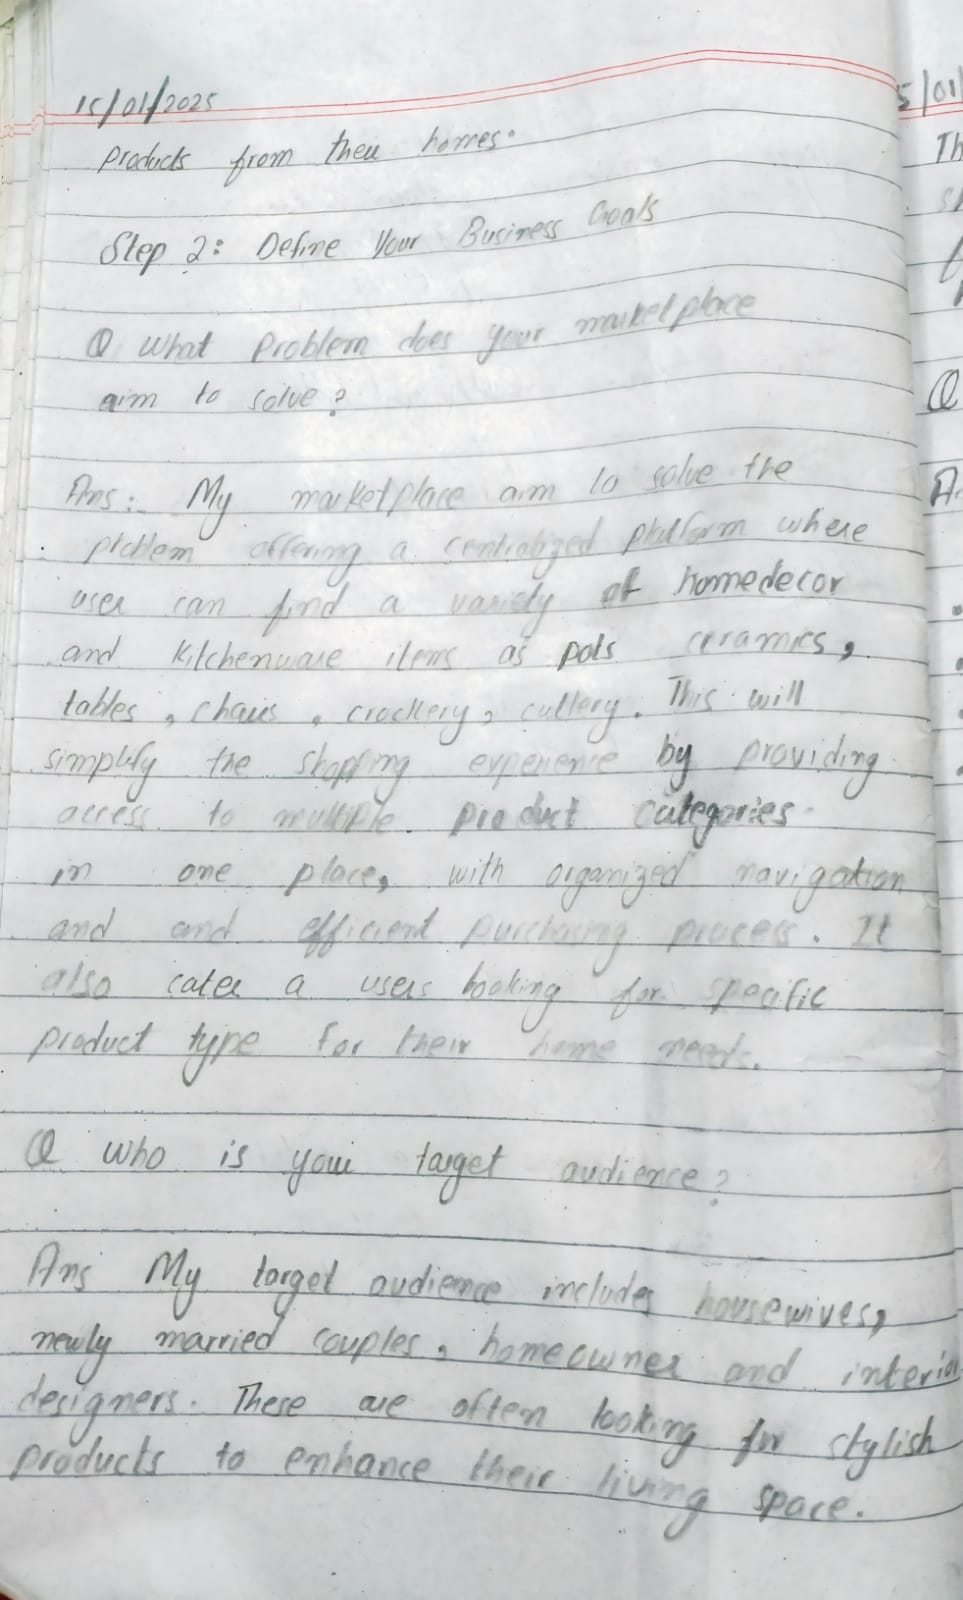 15/01/2025
products from their homes.
Step 2: Define Your Business Goals
Q What Problem does your marketplace
aim to solve?
Ans: My marketplace aim to solve the
problem offering a centralized platform where
user can find a variety of homedecor
and kitchenware items as pots ceramics,
tables, chairs, crockery, cutlery. This will
simplify the shopping experience by providing
access to multiple product categories
in one place, with organized navigation
and and efficient purchasing process. It
also cater a users looking for specific
product type for their home needs.
Q Who is your target audience?
Ans My target audience includes housewives,
newly married couples, homeowner and interior
designers. These are often looking for stylish
products to enhance their living space.
5/01/
Th
Q